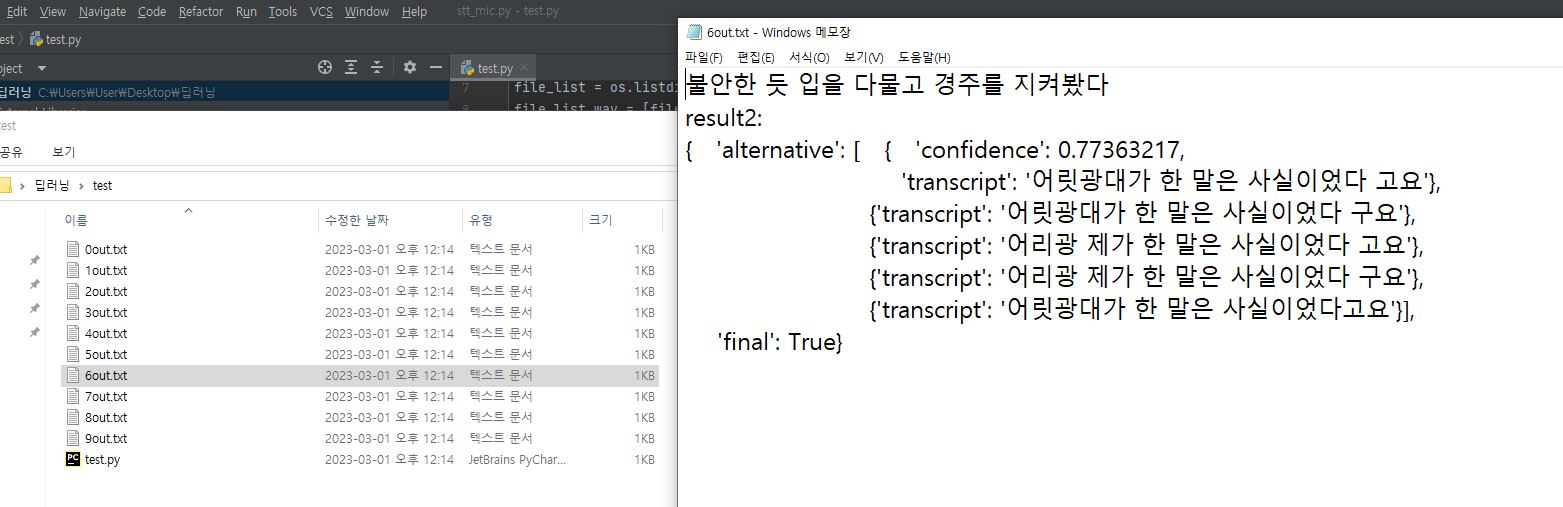 Edit View Navigate Code Refactor Run Tools VCS Window Help stt_mic.py - test.py
est test.py
oject test.py
딥러닝 C:₩Users₩User₩Desktop₩딥러닝
7 file_list = os.listdi
test
공유 보기
딥러닝 > test
이름 수정한 날짜 유형 크기
0out.txt 2023-03-01 오후 12:14 텍스트 문서 1KB
1out.txt 2023-03-01 오후 12:14 텍스트 문서 1KB
2out.txt 2023-03-01 오후 12:14 텍스트 문서 1KB
3out.txt 2023-03-01 오후 12:14 텍스트 문서 1KB
4out.txt 2023-03-01 오후 12:14 텍스트 문서 1KB
5out.txt 2023-03-01 오후 12:14 텍스트 문서 1KB
6out.txt 2023-03-01 오후 12:14 텍스트 문서 1KB
7out.txt 2023-03-01 오후 12:14 텍스트 문서 1KB
8out.txt 2023-03-01 오후 12:14 텍스트 문서 1KB
9out.txt 2023-03-01 오후 12:14 텍스트 문서 1KB
test.py 2023-03-01 오후 12:14 JetBrains PyChar... 1KB
6out.txt - Windows 메모장
파일(F) 편집(E) 서식(O) 보기(V) 도움말(H)
불안한 듯 입을 다물고 경주를 지켜봤다
result2:
{ 'alternative': [ { 'confidence': 0.77363217,
'transcript': '어릿광대가 한 말은 사실이었다 고요'},
{'transcript': '어릿광대가 한 말은 사실이었다 구요'},
{'transcript': '어리광 제가 한 말은 사실이었다 고요'},
{'transcript': '어리광 제가 한 말은 사실이었다 구요'},
{'transcript': '어릿광대가 한 말은 사실이었다고요'}],
'final': True}